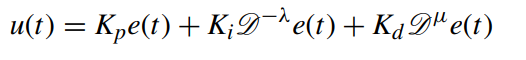 u(t) = K_p e(t) + K_i 𝒟^{-λ} e(t) + K_d 𝒟^μ e(t)